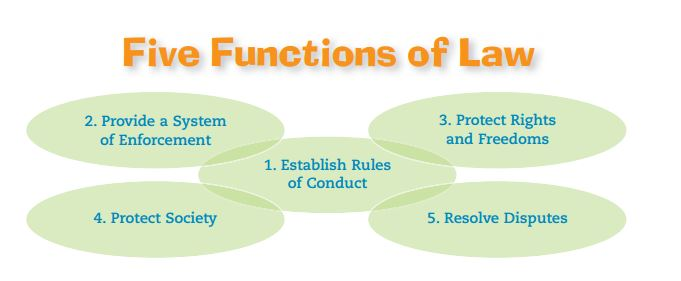 Five Functions of Law
2. Provide a System
of Enforcement
3. Protect Rights
and Freedoms
1. Establish Rules
of Conduct
4. Protect Society
5. Resolve Disputes